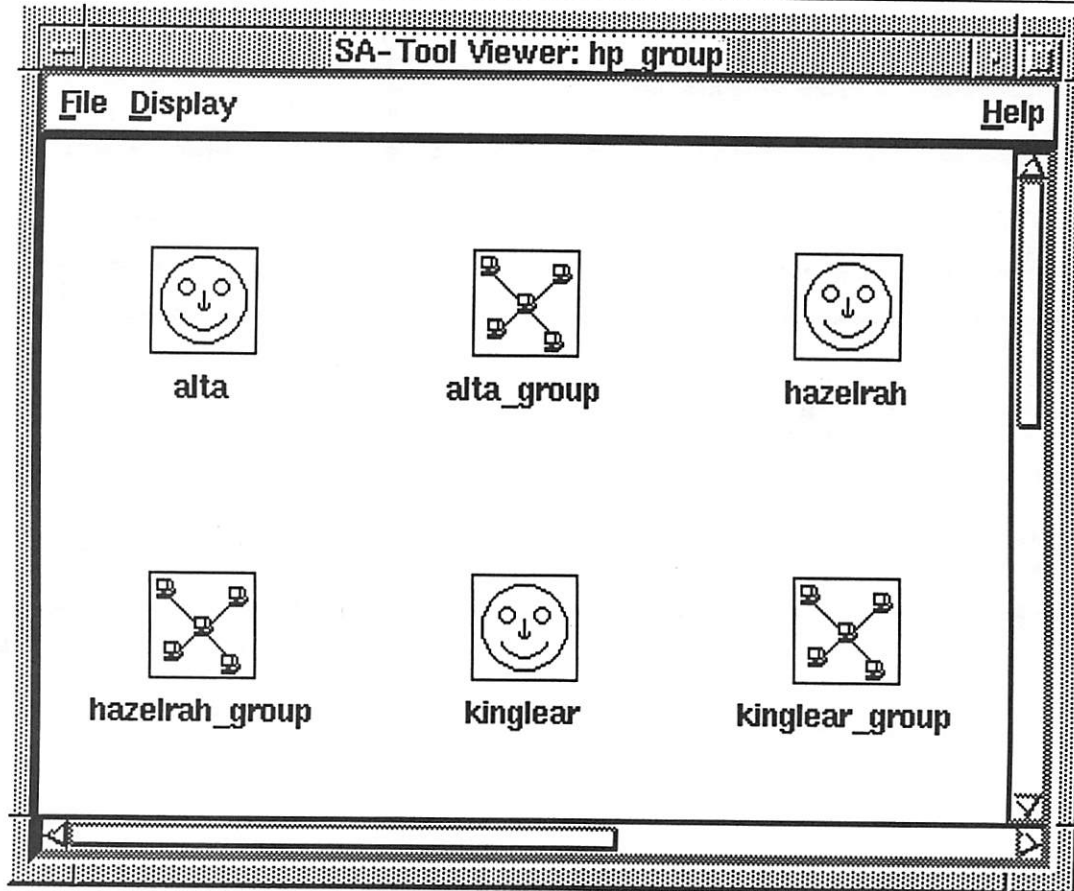 SA-Tool Viewer: hp_group
File Display Help
alta alta_group hazelrah
hazelrah_group kinglear kinglear_group